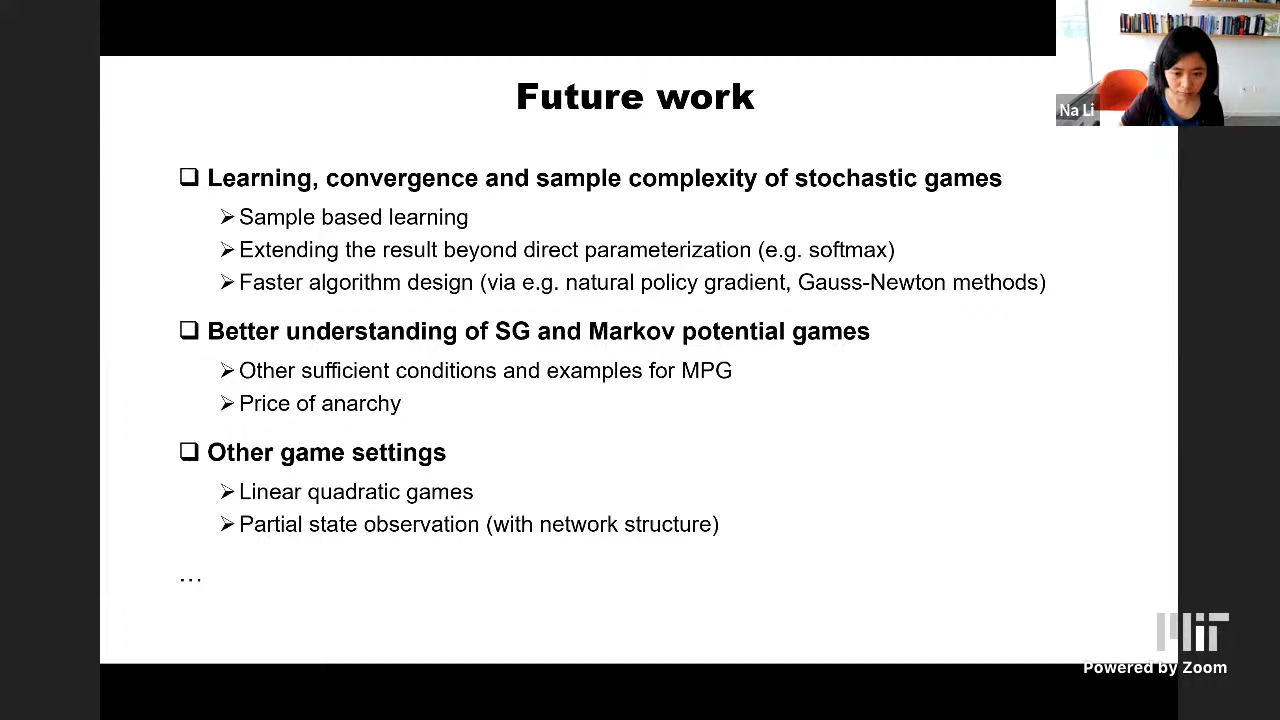 Future work
Na Li
❑ Learning, convergence and sample complexity of stochastic games
➢ Sample based learning
➢ Extending the result beyond direct parameterization (e.g. softmax)
➢ Faster algorithm design (via e.g. natural policy gradient, Gauss-Newton methods)
❑ Better understanding of SG and Markov potential games
➢ Other sufficient conditions and examples for MPG
➢ Price of anarchy
❑ Other game settings
➢ Linear quadratic games
➢ Partial state observation (with network structure)
…
MIT
Powered by Zoom